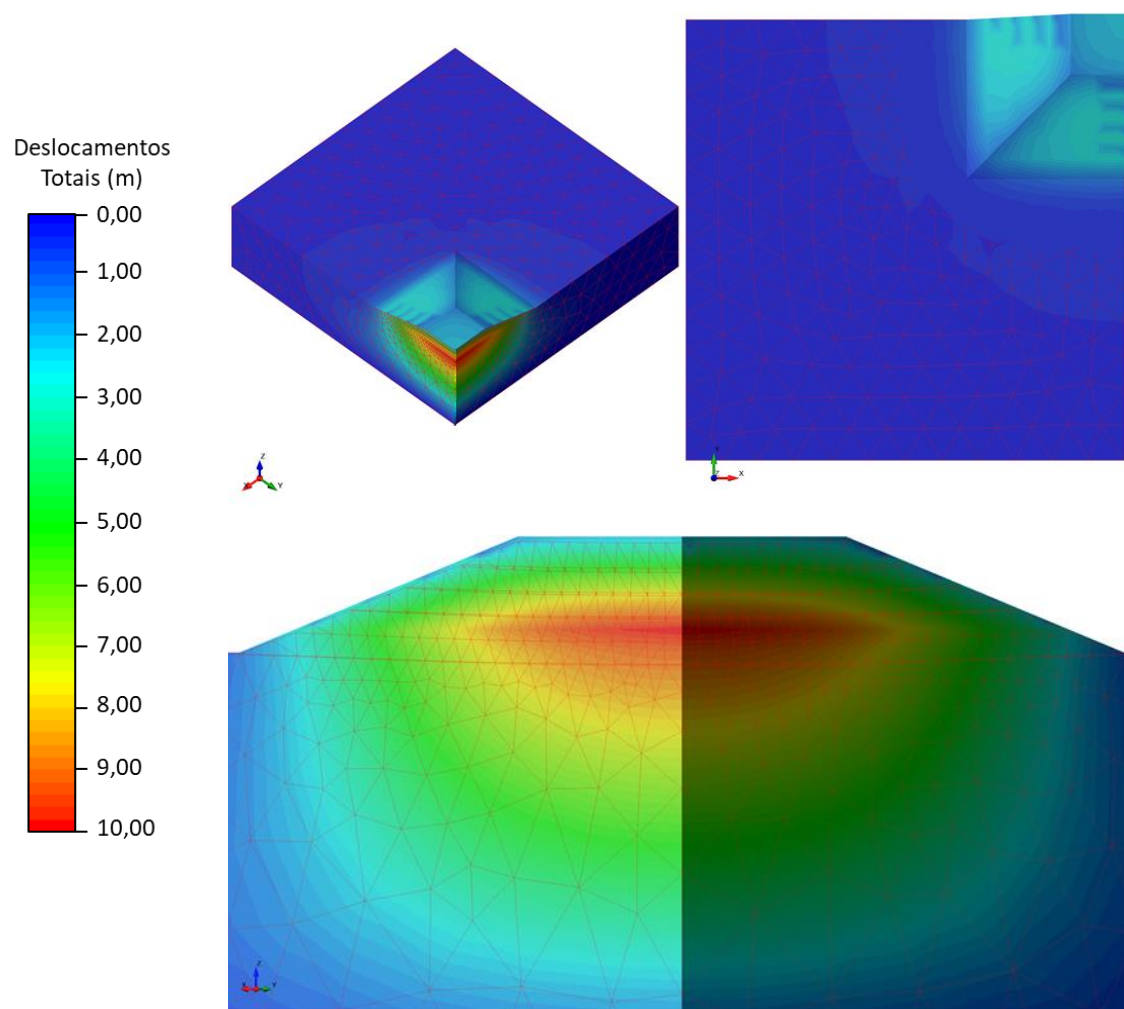 Deslocamentos
Totais (m)
0,00
1,00
2,00
3,00
4,00
5,00
6,00
7,00
8,00
9,00
10,00
Z
X
Y
Y
Z
X
Z
X
Y